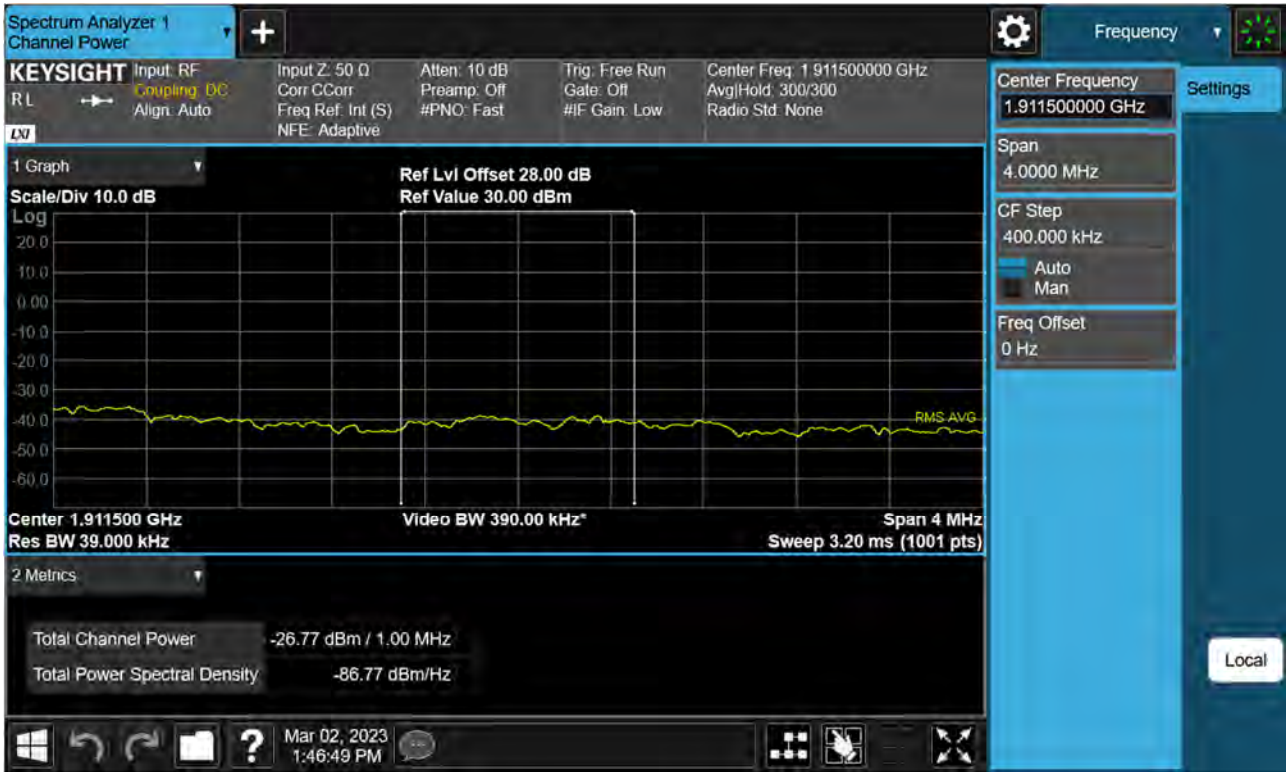 Spectrum Analyzer 1
Channel Power
Frequency
KEYSIGHT
RL
LXI
Input: RF
Coupling: DC
Align: Auto
Input Z: 50 Ω
Corr CCorr
Freq Ref: Int (S)
NFE: Adaptive
Atten: 10 dB
Preamp: Off
#PNO: Fast
Trig: Free Run
Gate: Off
#IF Gain: Low
Center Freq: 1.911500000 GHz
Avg|Hold: 300/300
Radio Std: None
Center Frequency
1.911500000 GHz
Settings
Span
4.0000 MHz
CF Step
400.000 kHz
Auto
Man
Freq Offset
0 Hz
Local
1 Graph
Scale/Div 10.0 dB
Ref Lvl Offset 28.00 dB
Ref Value 30.00 dBm
Log
20.0
10.0
0.00
-10.0
-20.0
-30.0
-40.0
-50.0
-60.0
RMS AVG
Center 1.911500 GHz
Video BW 390.00 kHz*
Span 4 MHz
Res BW 39.000 kHz
Sweep 3.20 ms (1001 pts)
2 Metrics
Total Channel Power -26.77 dBm / 1.00 MHz
Total Power Spectral Density -86.77 dBm/Hz
Mar 02, 2023
1:46:49 PM